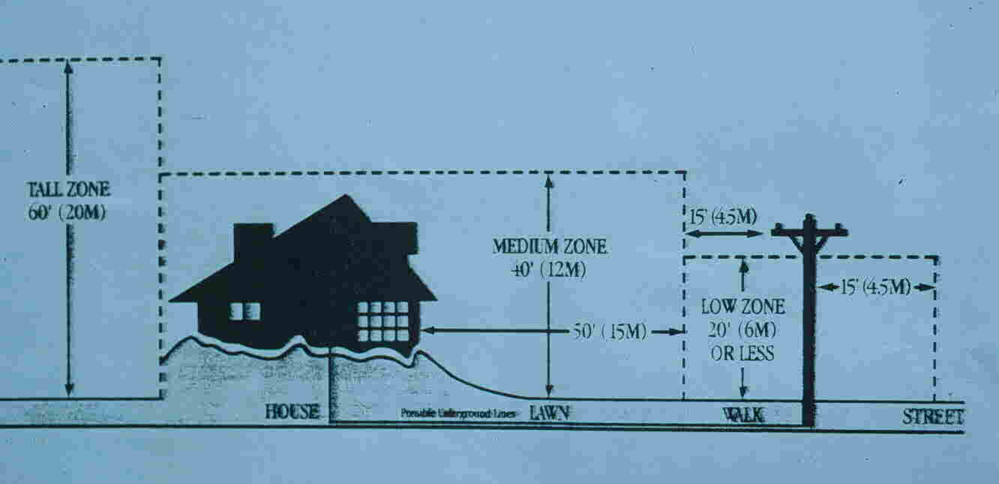 TALL ZONE
60' (20M)
MEDIUM ZONE
40' (12M)
50' (15M)
15' (4.5M)
LOW ZONE
20' (6M)
OR LESS
15' (4.5M)
HOUSE
Possible Underground Lines
LAWN
WALK
STREET